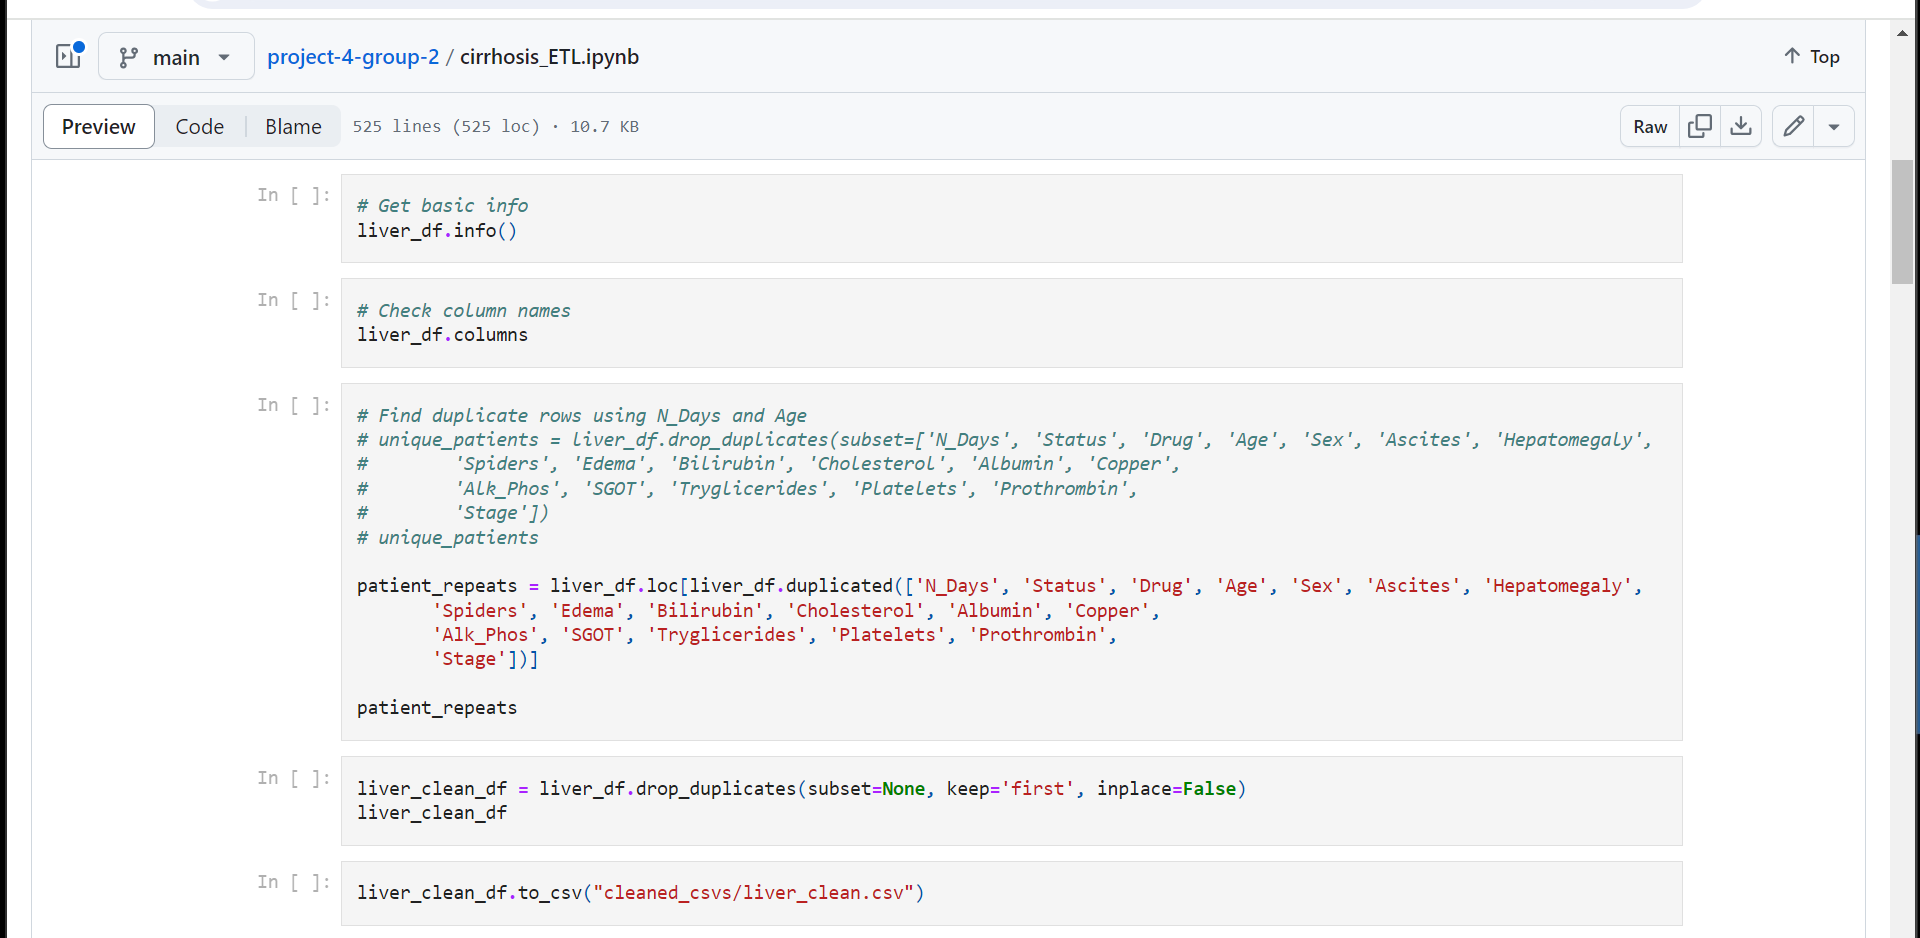 main
project-4-group-2 / cirrhosis_ETL.ipynb
Top
Preview
Code
Blame
525 lines (525 loc) · 10.7 KB
Raw
In [ ]:
# Get basic info
liver_df.info()
In [ ]:
# Check column names
liver_df.columns
In [ ]:
# Find duplicate rows using N_Days and Age
# unique_patients = liver_df.drop_duplicates(subset=['N_Days', 'Status', 'Drug', 'Age', 'Sex', 'Ascites', 'Hepatomegaly',
#        'Spiders', 'Edema', 'Bilirubin', 'Cholesterol', 'Albumin', 'Copper',
#        'Alk_Phos', 'SGOT', 'Tryglicerides', 'Platelets', 'Prothrombin',
#        'Stage'])
# unique_patients
patient_repeats = liver_df.loc[liver_df.duplicated(['N_Days', 'Status', 'Drug', 'Age', 'Sex', 'Ascites', 'Hepatomegaly',
       'Spiders', 'Edema', 'Bilirubin', 'Cholesterol', 'Albumin', 'Copper',
       'Alk_Phos', 'SGOT', 'Tryglicerides', 'Platelets', 'Prothrombin',
       'Stage'])]
patient_repeats
In [ ]:
liver_clean_df = liver_df.drop_duplicates(subset=None, keep='first', inplace=False)
liver_clean_df
In [ ]:
liver_clean_df.to_csv("cleaned_csvs/liver_clean.csv")